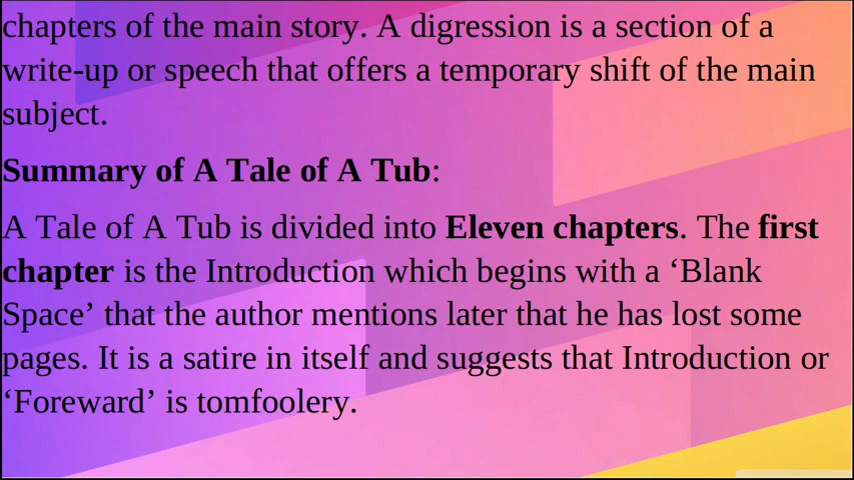 chapters of the main story. A digression is a section of a
write-up or speech that offers a temporary shift of the main
subject.
Summary of A Tale of A Tub:
A Tale of A Tub is divided into Eleven chapters. The first
chapter is the Introduction which begins with a ‘Blank
Space’ that the author mentions later that he has lost some
pages. It is a satire in itself and suggests that Introduction or
‘Foreward’ is tomfoolery.